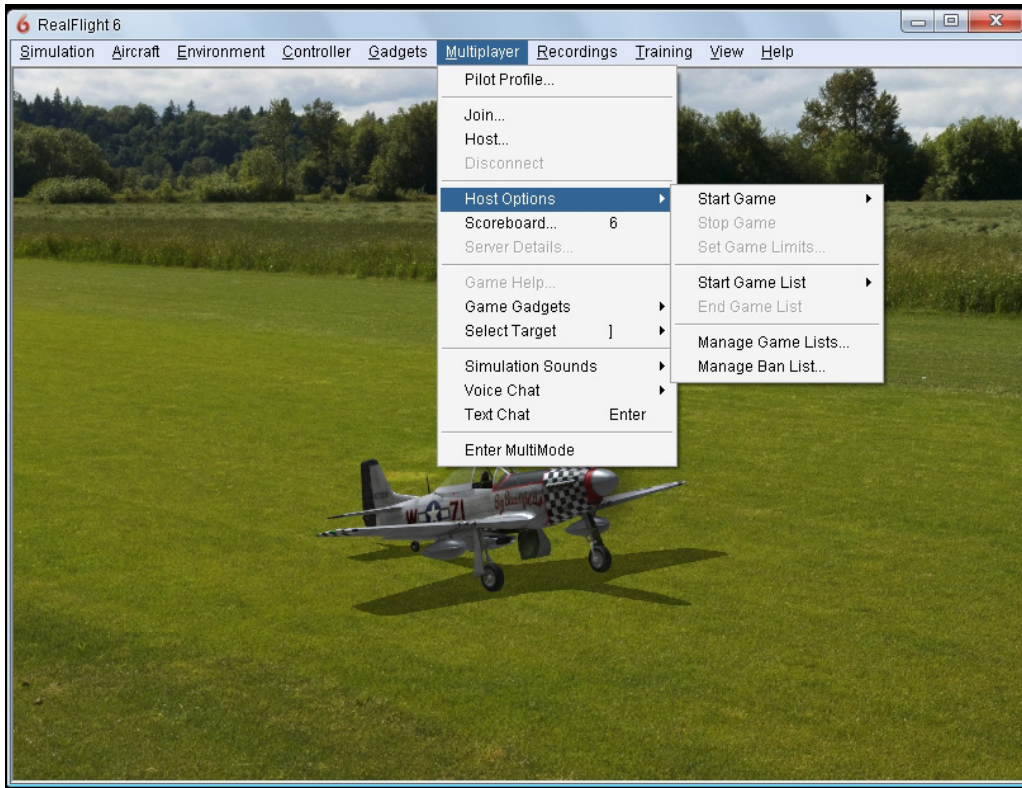 RealFlight 6
Simulation Aircraft Environment Controller Gadgets Multiplayer Recordings Training View Help
Pilot Profile...
Join...
Host...
Disconnect
Host Options
Scoreboard... 6
Server Details...
Game Help...
Game Gadgets
Select Target ]
Simulation Sounds
Voice Chat
Text Chat Enter
Enter MultiMode
Start Game
Stop Game
Set Game Limits...
Start Game List
End Game List
Manage Game Lists...
Manage Ban List...
W Z1